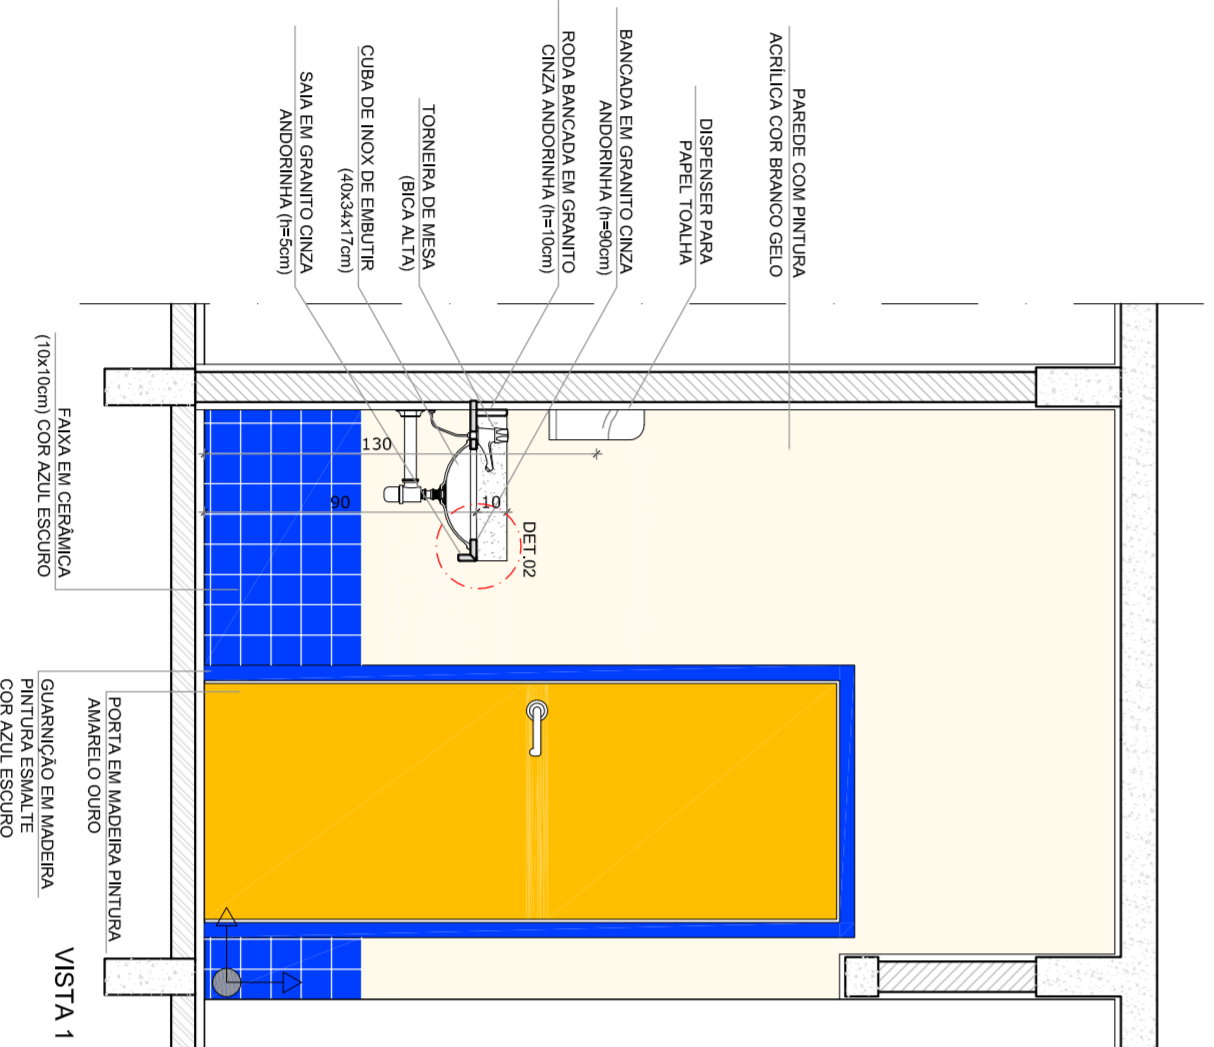 PAREDE COM PINTURA
ACRÍLICA COR BRANCO GELO
DISPENSER PARA
PAPEL TOALHA
BANCADA EM GRANITO CINZA
ANDORINHA (h=90cm)
RODA BANCADA EM GRANITO
CINZA ANDORINHA (h=10cm)
TORNEIRA DE MESA
(BICA ALTA)
CUBA DE INOX DE EMBUTIR
(40x34x17cm)
SAIA EM GRANITO CINZA
ANDORINHA (h=5cm)
130
90
10
DET.02
FAIXA EM CERÂMICA
(10x10cm) COR AZUL ESCURO
PORTA EM MADEIRA PINTURA
AMARELO OURO
GUARNIÇÃO EM MADEIRA
PINTURA ESMALTE
COR AZUL ESCURO
VISTA 1